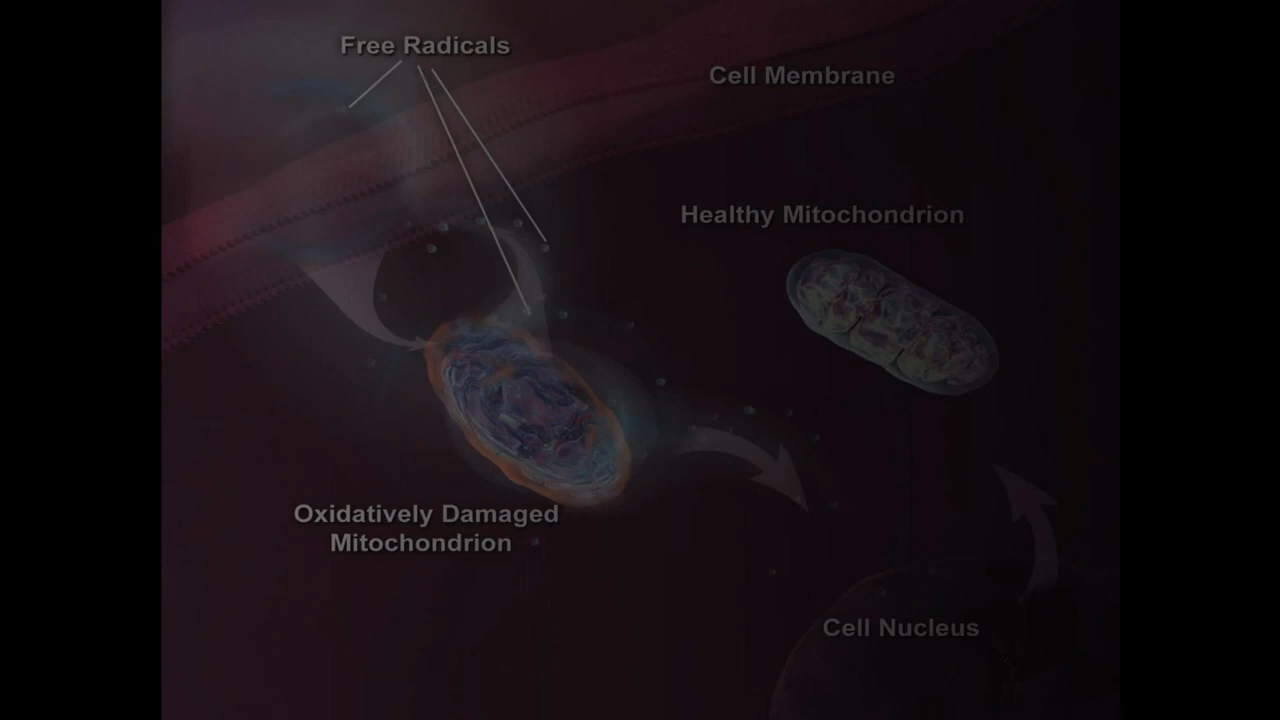 Free Radicals
Cell Membrane
Healthy Mitochondrion
Oxidatively Damaged
Mitochondrion
Cell Nucleus